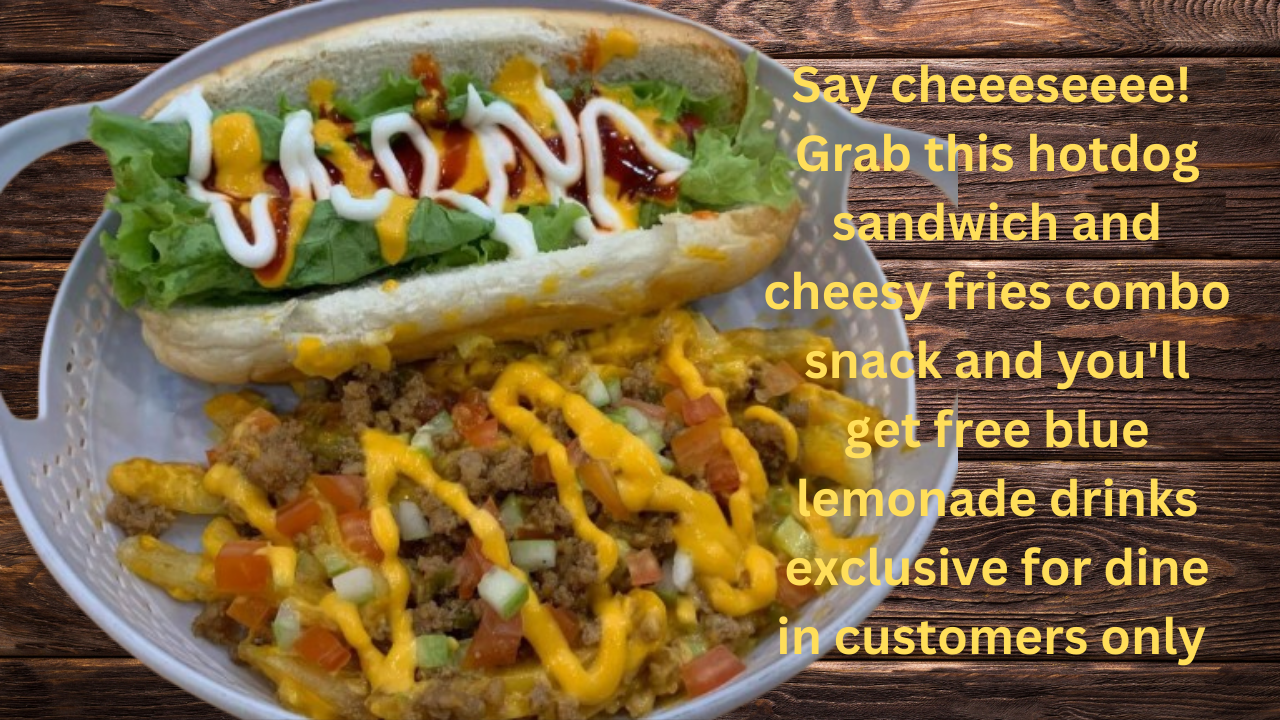 Say cheeeseeee!
Grab this hotdog
sandwich and
cheesy fries combo
snack and you'll
get free blue
lemonade drinks
exclusive for dine
in customers only